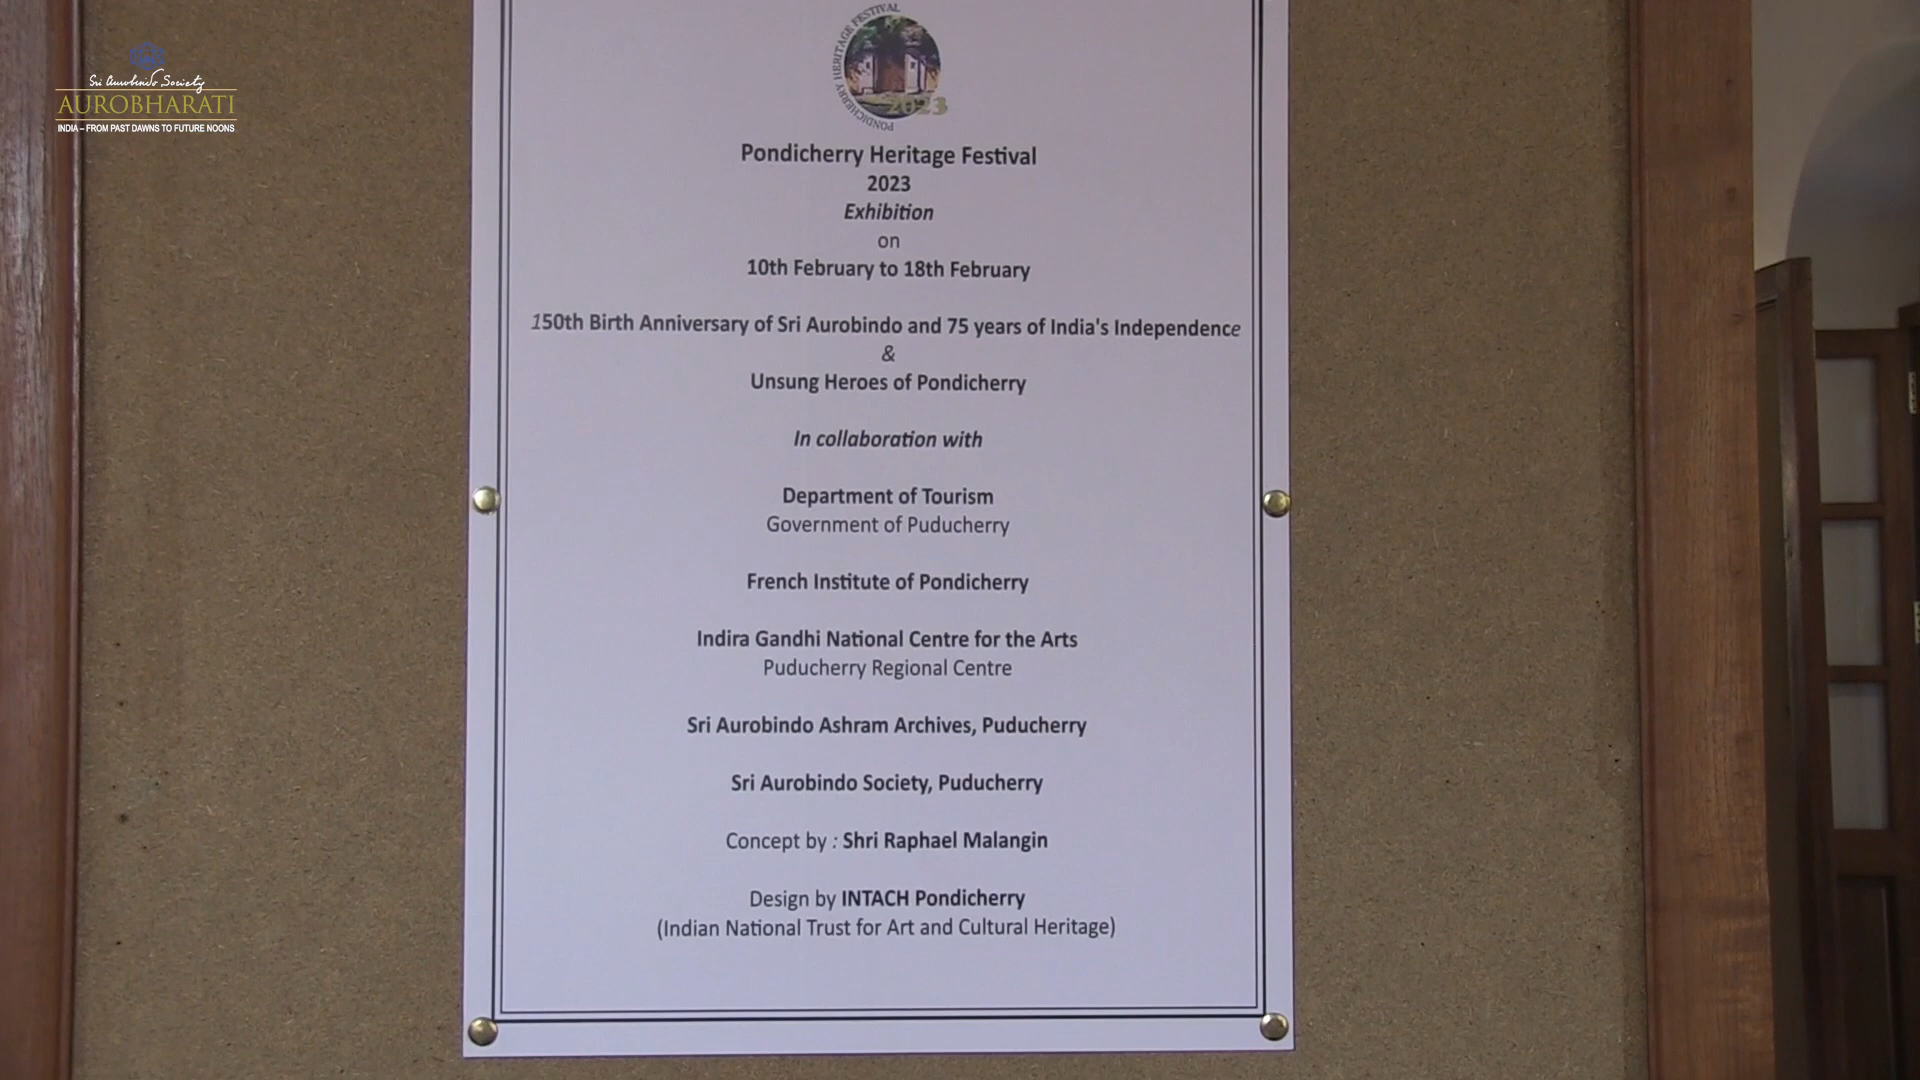 Sri Aurobindo Society
AUROBHARATI
INDIA – FROM PAST DAWNS TO FUTURE NOONS
PONDICHERRY HERITAGE FESTIVAL
2023
Pondicherry Heritage Festival
2023
Exhibition
on
10th February to 18th February
150th Birth Anniversary of Sri Aurobindo and 75 years of India's Independence
&
Unsung Heroes of Pondicherry
In collaboration with
Department of Tourism
Government of Puducherry
French Institute of Pondicherry
Indira Gandhi National Centre for the Arts
Puducherry Regional Centre
Sri Aurobindo Ashram Archives, Puducherry
Sri Aurobindo Society, Puducherry
Concept by : Shri Raphael Malangin
Design by INTACH Pondicherry
(Indian National Trust for Art and Cultural Heritage)